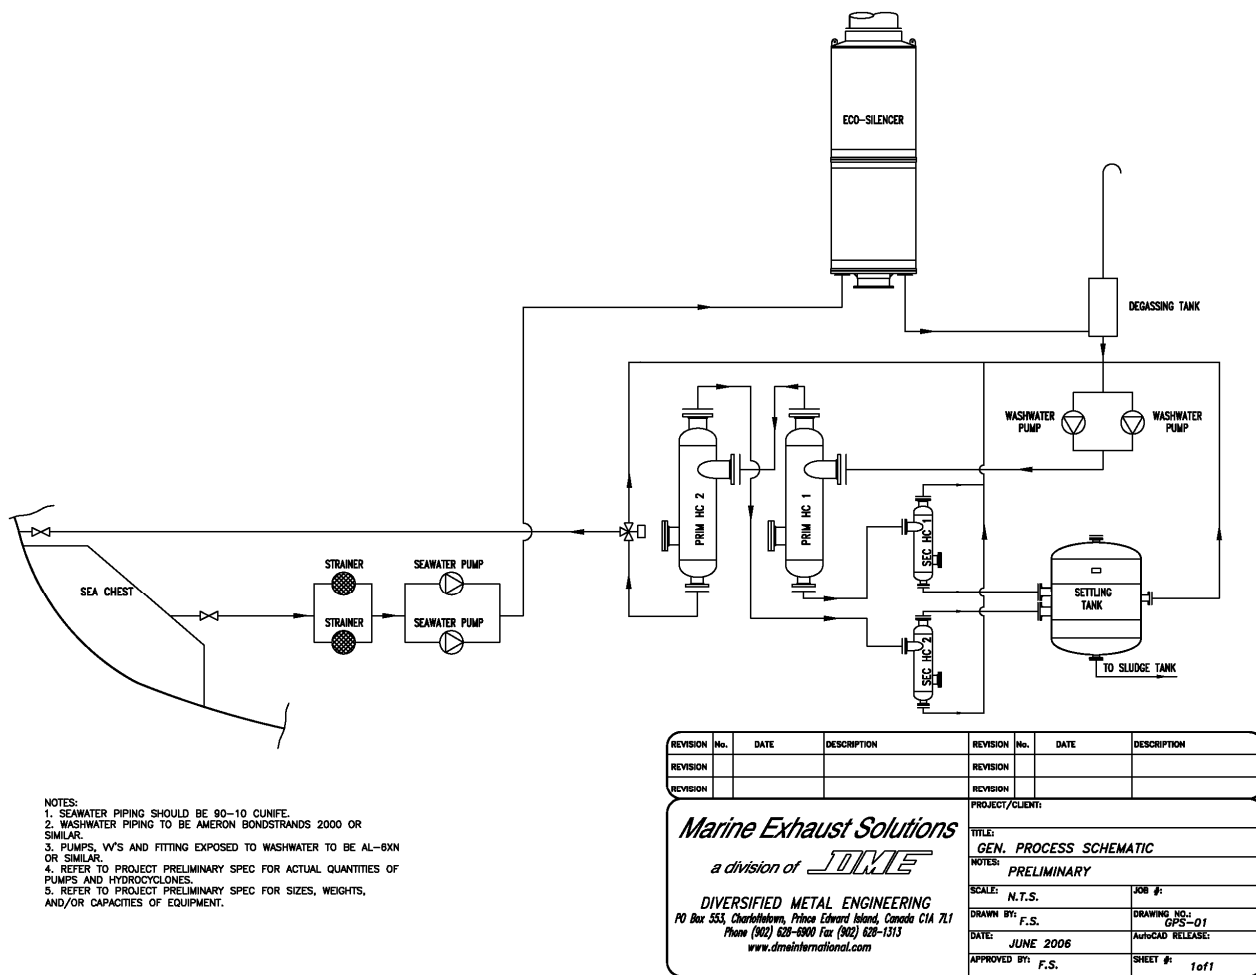 ECO-SILENCER
DEGASSING TANK
WASHWATER
PUMP
WASHWATER
PUMP
PRIM HC 2
PRIM HC 1
SEC HC 1
SEC HC 2
SETTLING
TANK
TO SLUDGE TANK
SEA CHEST
STRAINER
STRAINER
SEAWATER PUMP
SEAWATER PUMP
NOTES:
1. SEAWATER PIPING SHOULD BE 90-10 CUNIFE.
2. WASHWATER PIPING TO BE AMERON BONDSTRANDS 2000 OR
SIMILAR.
3. PUMPS, VV'S AND FITTING EXPOSED TO WASHWATER TO BE AL-6XN
OR SIMILAR.
4. REFER TO PROJECT PRELIMINARY SPEC FOR ACTUAL QUANTITIES OF
PUMPS AND HYDROCYCLONES.
5. REFER TO PROJECT PRELIMINARY SPEC FOR SIZES, WEIGHTS,
AND/OR CAPACITIES OF EQUIPMENT.
REVISION No. DATE DESCRIPTION REVISION No. DATE DESCRIPTION
REVISION REVISION
REVISION REVISION
Marine Exhaust Solutions
a division of DME
DIVERSIFIED METAL ENGINEERING
PO Box 553, Charlottetown, Prince Edward Island, Canada C1A 7L1
Phone (902) 628-6900 Fax (902) 628-1313
www.dmeinternational.com
PROJECT/CLIENT:
TITLE:
GEN. PROCESS SCHEMATIC
NOTES:
PRELIMINARY
SCALE: N.T.S. JOB #:
DRAWN BY: F.S. DRAWING NO.: GPS-01
DATE: JUNE 2006 AutoCAD RELEASE:
APPROVED BY: F.S. SHEET #: 1of1